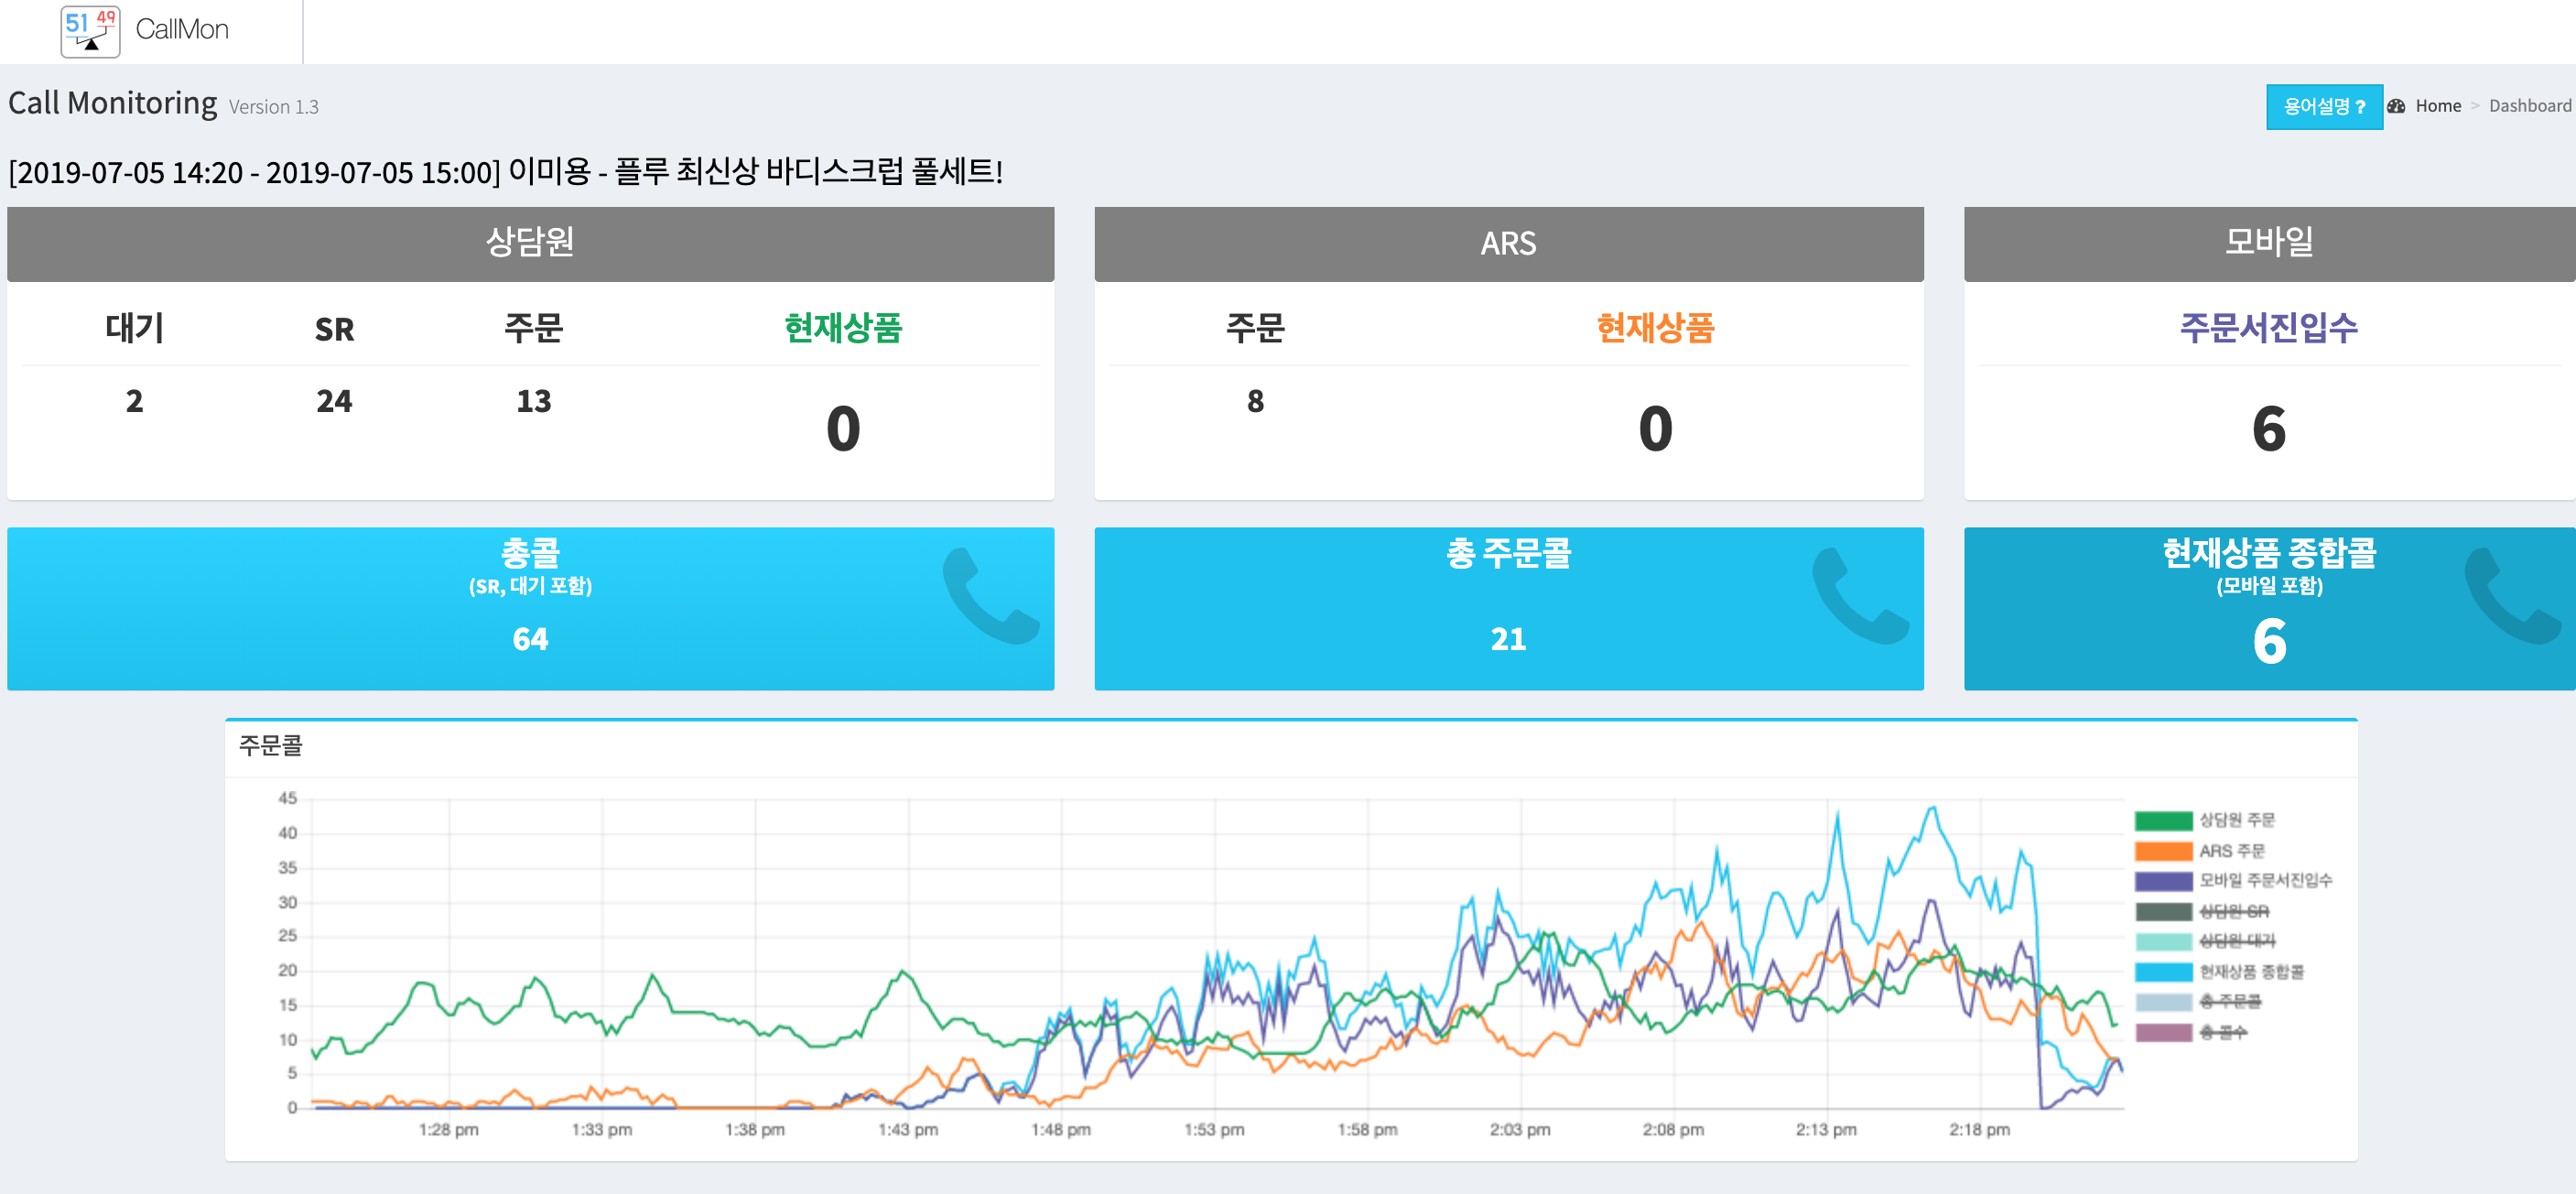 51 49 CallMon
Call Monitoring Version 1.3
용어설명 ? Home > Dashboard
[2019-07-05 14:20 - 2019-07-05 15:00] 이미용 - 플루 최신상 바디스크럽 풀세트!
상담원
대기 SR 주문 현재상품
2 24 13 0
ARS
주문 현재상품
8 0
모바일
주문서진입수
6
총콜
(SR, 대기 포함)
64
총 주문콜
21
현재상품 종합콜
(모바일 포함)
6
주문콜
45
40
35
30
25
20
15
10
5
0
1:28 pm 1:33 pm 1:38 pm 1:43 pm 1:48 pm 1:53 pm 1:58 pm 2:03 pm 2:08 pm 2:13 pm 2:18 pm
상담원 주문
ARS 주문
모바일 주문서진입수
상담원 SR
상담원 대기
현재상품 종합콜
총 주문콜
총 콜수